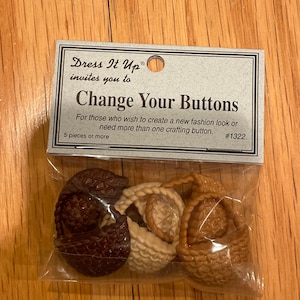 Dress It Up®
invites you to
Change Your Buttons
For those who wish to create a new fashion look or
need more than one crafting button.
5 pieces or more
#1322